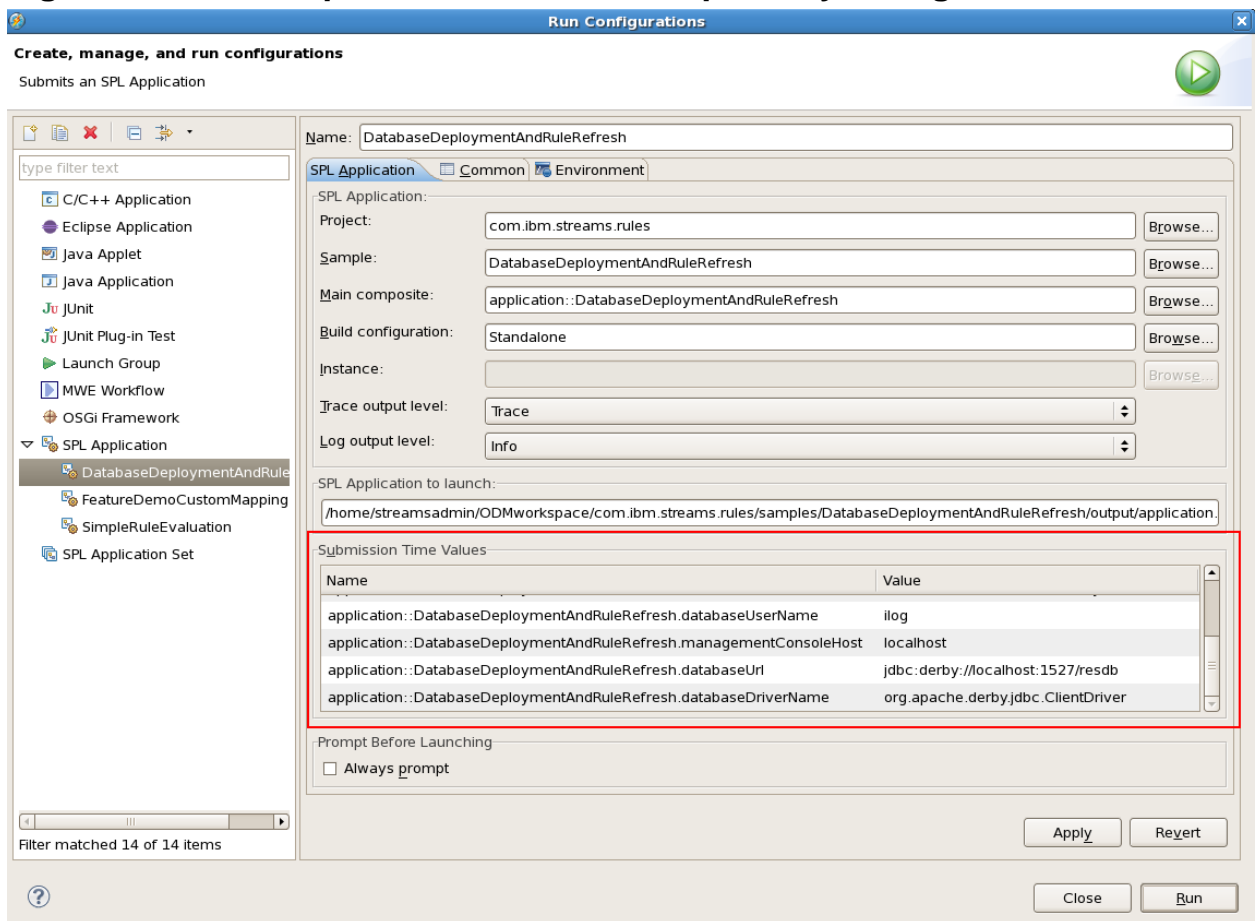 Run Configurations
Create, manage, and run configurations
Submits an SPL Application
type filter text
C/C++ Application
Eclipse Application
Java Applet
Java Application
JUnit
JUnit Plug-in Test
Launch Group
MWE Workflow
OSGi Framework
SPL Application
DatabaseDeploymentAndRule
FeatureDemoCustomMapping
SimpleRuleEvaluation
SPL Application Set
Filter matched 14 of 14 items
Name: DatabaseDeploymentAndRuleRefresh
SPL Application Common Environment
SPL Application:
Project: com.ibm.streams.rules Browse...
Sample: DatabaseDeploymentAndRuleRefresh Browse...
Main composite: application::DatabaseDeploymentAndRuleRefresh Browse...
Build configuration: Standalone Browse...
Instance: Browse...
Trace output level: Trace
Log output level: Info
SPL Application to launch:
/home/streamsadmin/ODMworkspace/com.ibm.streams.rules/samples/DatabaseDeploymentAndRuleRefresh/output/application.
Submission Time Values
Name Value
application::DatabaseDeploymentAndRuleRefresh.databaseUserName ilog
application::DatabaseDeploymentAndRuleRefresh.managementConsoleHost localhost
application::DatabaseDeploymentAndRuleRefresh.databaseUrl jdbc:derby://localhost:1527/resdb
application::DatabaseDeploymentAndRuleRefresh.databaseDriverName org.apache.derby.jdbc.ClientDriver
Prompt Before Launching
Always prompt
Apply Revert
Close Run